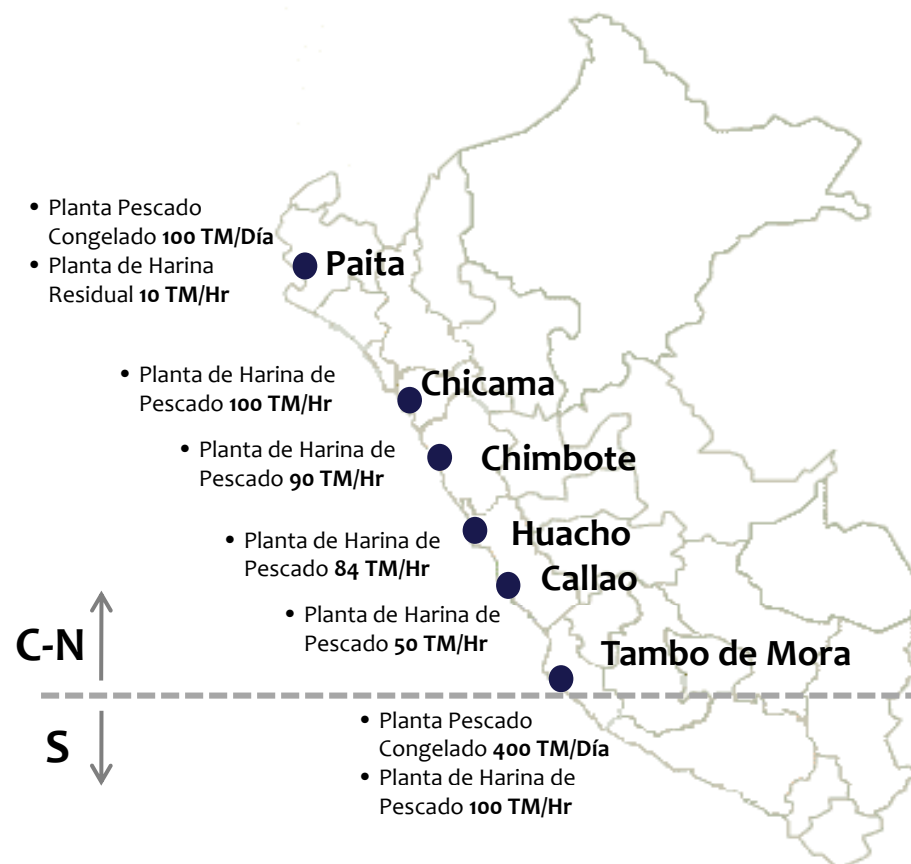 • Planta Pescado
Congelado 100 TM/Día
• Planta de Harina
Residual 10 TM/Hr
Paita
• Planta de Harina de
Pescado 100 TM/Hr
Chicama
• Planta de Harina de
Pescado 90 TM/Hr
Chimbote
• Planta de Harina de
Pescado 84 TM/Hr
Huacho
• Planta de Harina de
Pescado 50 TM/Hr
Callao
C-N
Tambo de Mora
S
• Planta Pescado
Congelado 400 TM/Día
• Planta de Harina de
Pescado 100 TM/Hr